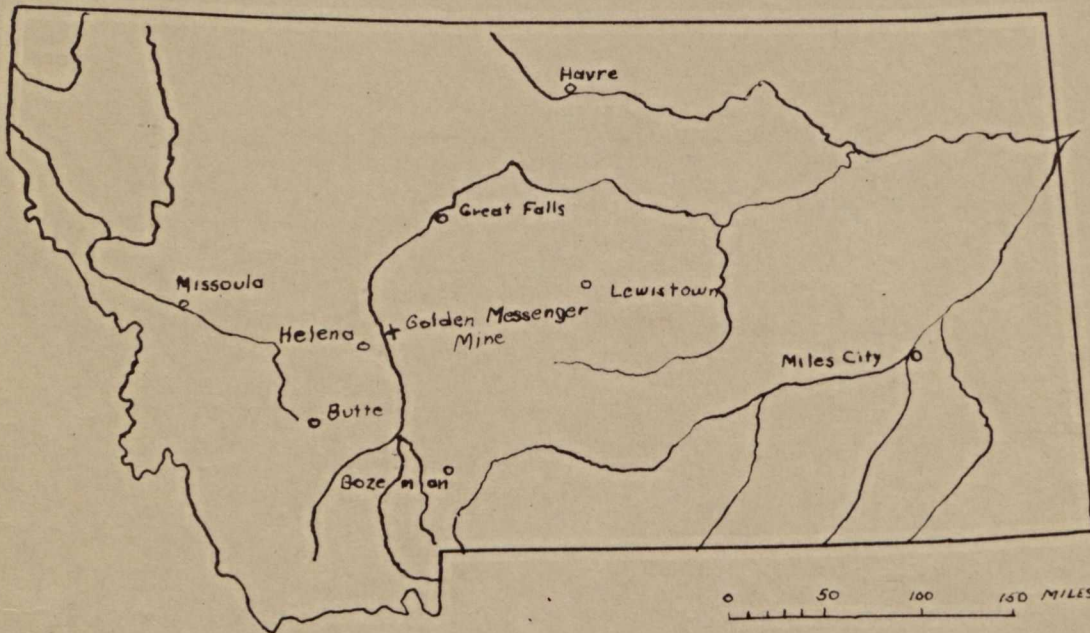 Havre
Great Falls
Missoula
Lewistown
Golden Messenger
Mine
Helena
Miles City
Butte
Bozeman
0 50 100 150 MILES